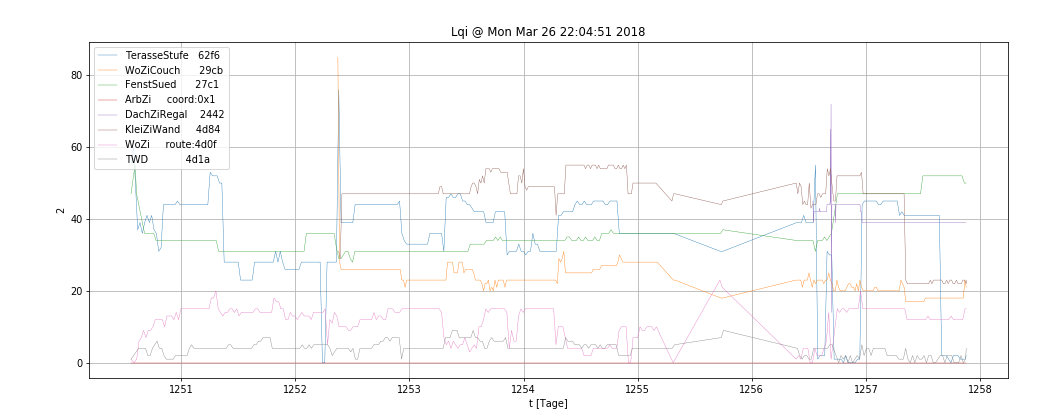 Lqi @ Mon Mar 26 22:04:51 2018
TerasseStufe 62f6
WoZiCouch 29cb
FenstSued 27c1
ArbZi coord:0x1
DachZiRegal 2442
KleiZiWand 4d84
WoZi route:4d0f
TWD 4d1a
80
60
40
20
0
2
1251 1252 1253 1254 1255 1256 1257 1258
t [Tage]